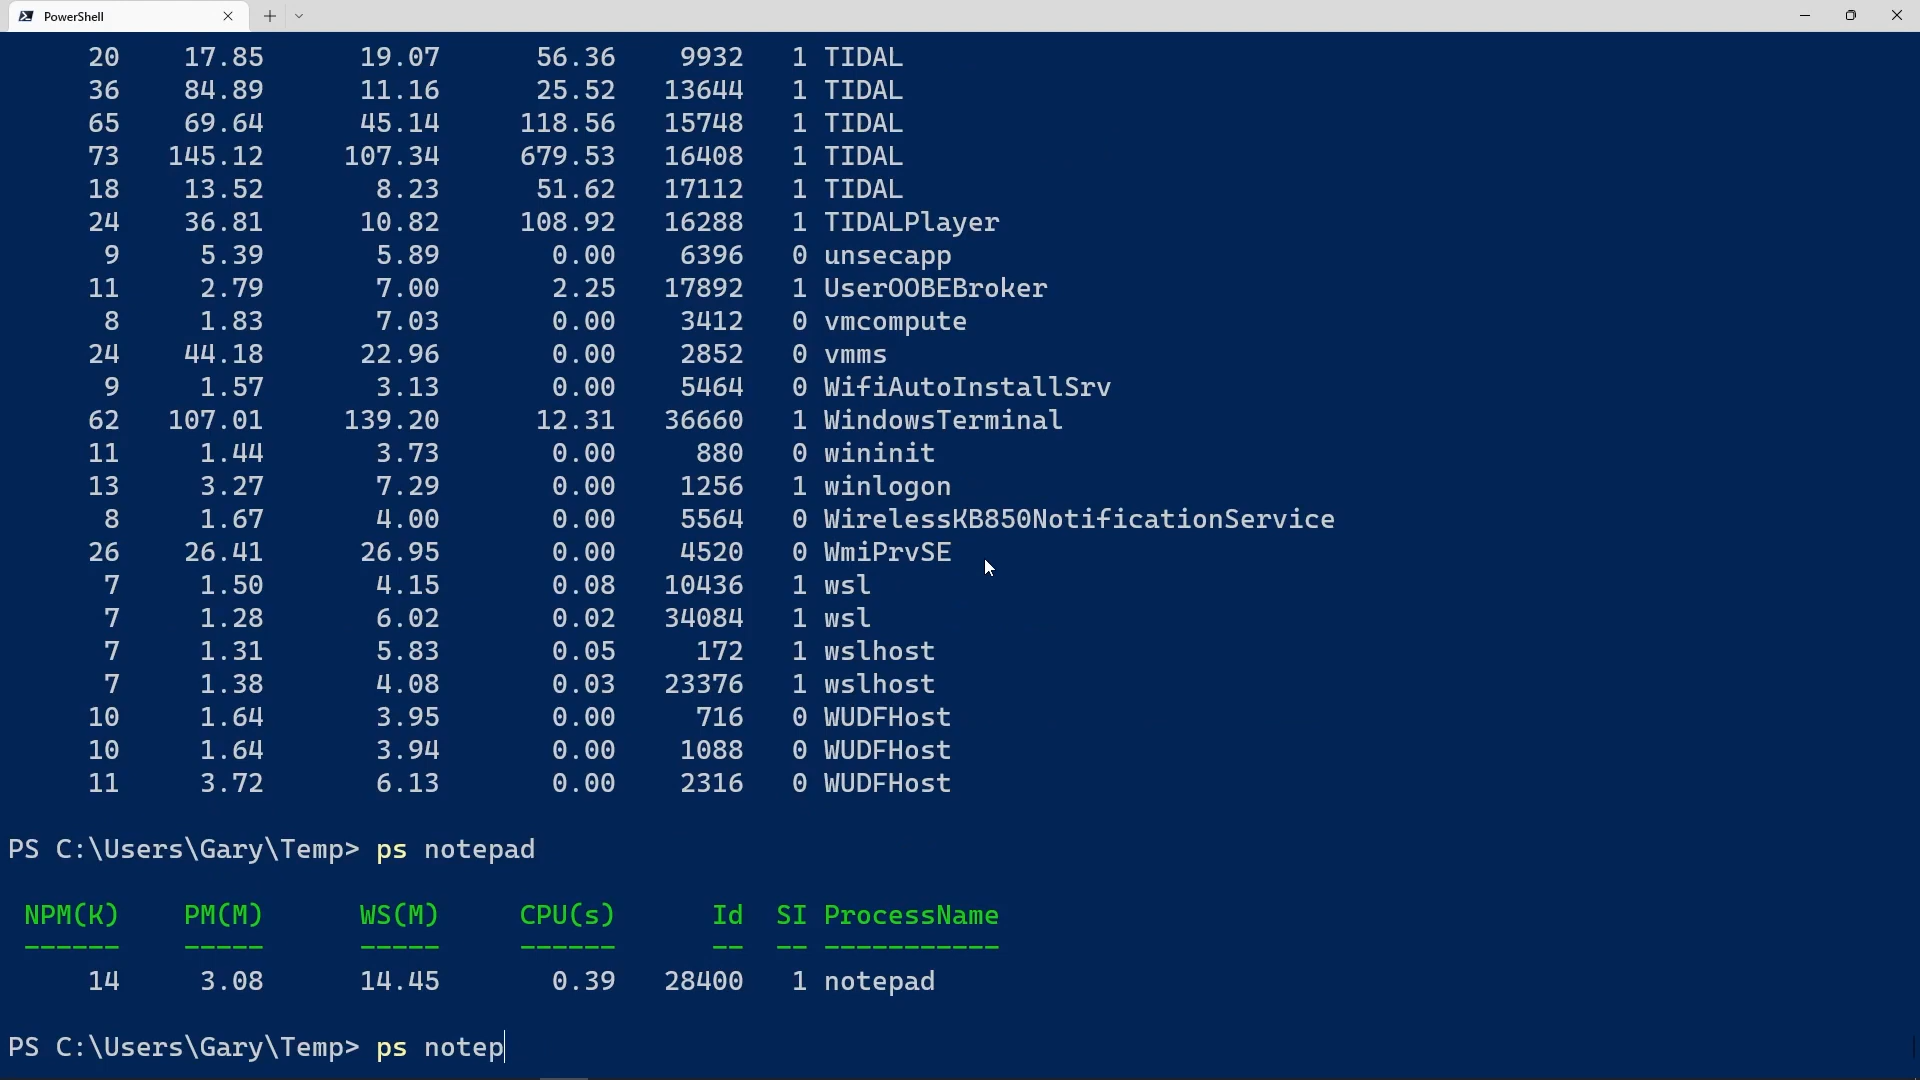 PowerShell
20 17.85 19.07 56.36 9932 1 TIDAL
36 84.89 11.16 25.52 13644 1 TIDAL
65 69.64 45.14 118.56 15748 1 TIDAL
73 145.12 107.34 679.53 16408 1 TIDAL
18 13.52 8.23 51.62 17112 1 TIDAL
24 36.81 10.82 108.92 16288 1 TIDALPlayer
9 5.39 5.89 0.00 6396 0 unsecapp
11 2.79 7.00 2.25 17892 1 UserOOBEBroker
8 1.83 7.03 0.00 3412 0 vmcompute
24 44.18 22.96 0.00 2852 0 vmms
9 1.57 3.13 0.00 5464 0 WifiAutoInstallSrv
62 107.01 139.20 12.31 36660 1 WindowsTerminal
11 1.44 3.73 0.00 880 0 wininit
13 3.27 7.29 0.00 1256 1 winlogon
8 1.67 4.00 0.00 5564 0 WirelessKB850NotificationService
26 26.41 26.95 0.00 4520 0 WmiPrvSE
7 1.50 4.15 0.08 10436 1 wsl
7 1.28 6.02 0.02 34084 1 wsl
7 1.31 5.83 0.05 172 1 wslhost
7 1.38 4.08 0.03 23376 1 wslhost
10 1.64 3.95 0.00 716 0 WUDFHost
10 1.64 3.94 0.00 1088 0 WUDFHost
11 3.72 6.13 0.00 2316 0 WUDFHost
PS C:\Users\Gary\Temp> ps notepad
NPM(K) PM(M) WS(M) CPU(s) Id SI ProcessName
------ ----- ----- ------ -- -- -----------
14 3.08 14.45 0.39 28400 1 notepad
PS C:\Users\Gary\Temp> ps notep